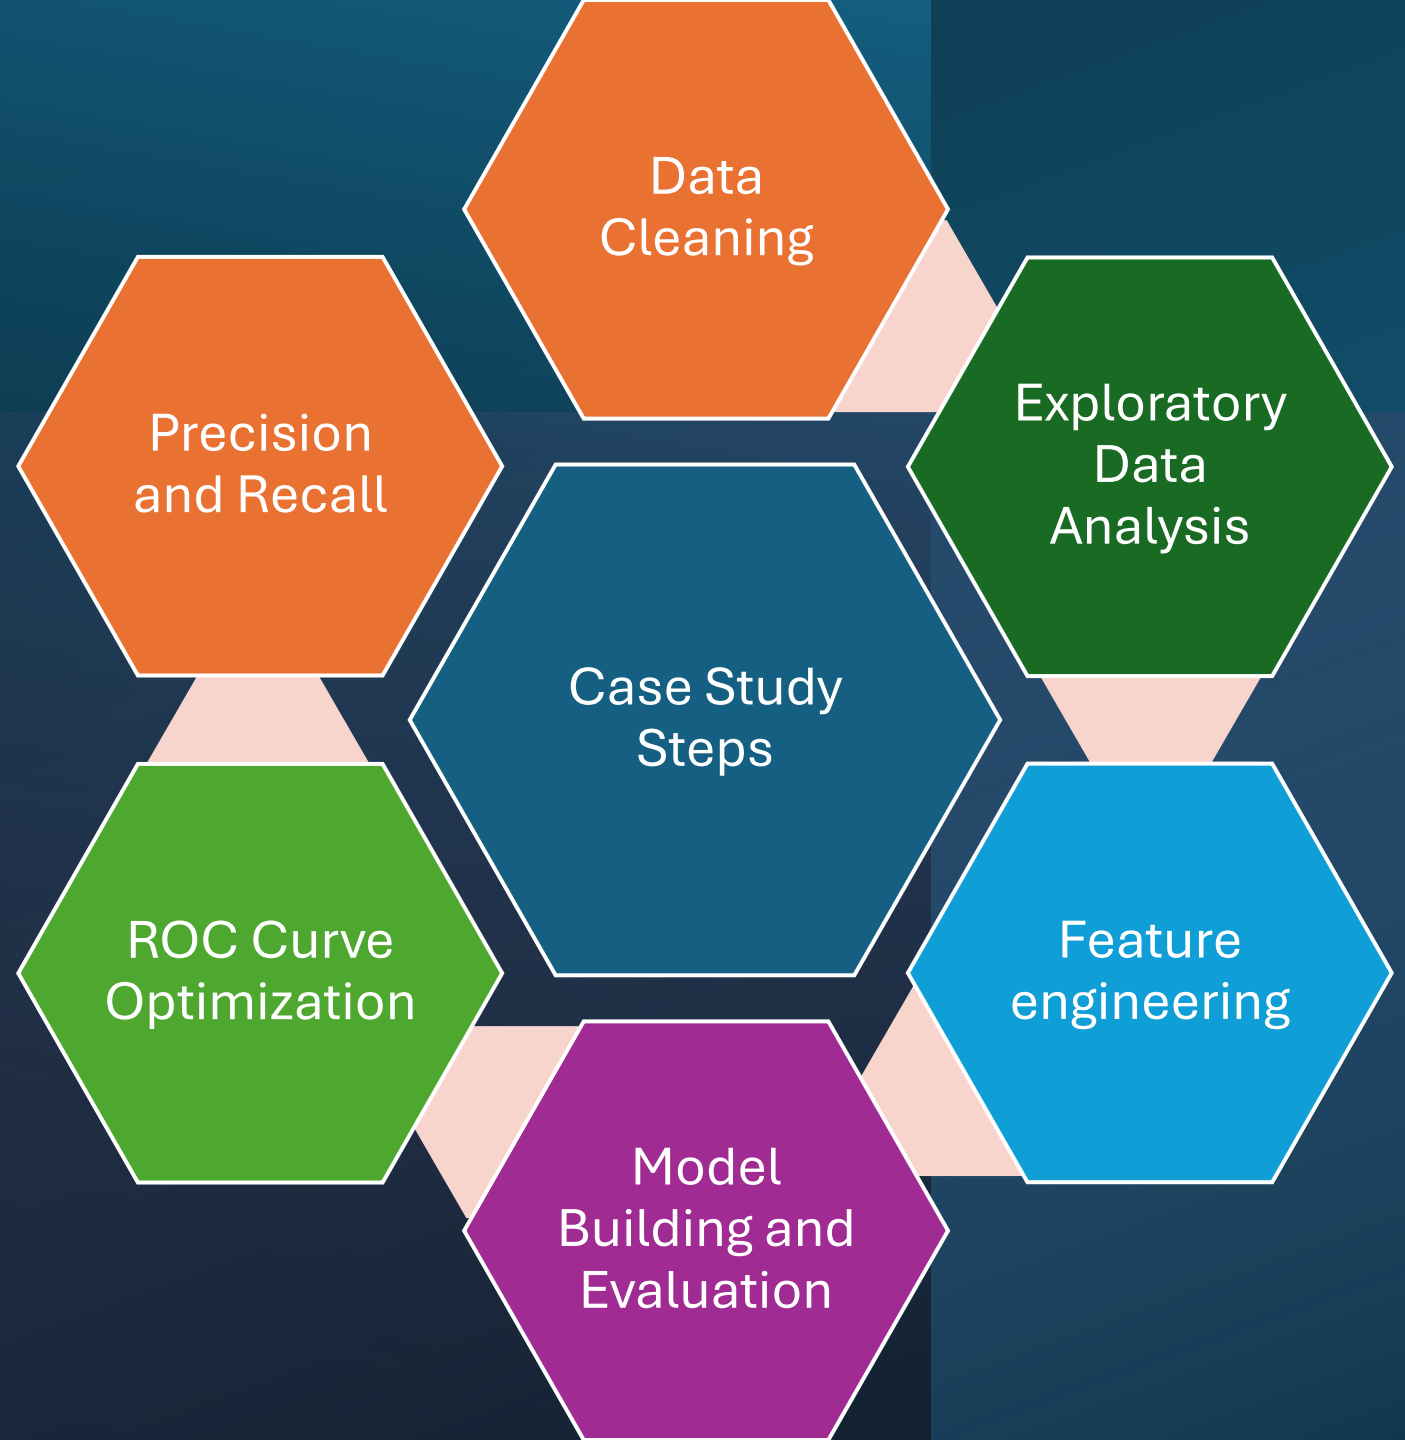 Data
Cleaning
Exploratory
Data
Analysis
Feature
engineering
Model
Building and
Evaluation
ROC Curve
Optimization
Precision
and Recall
Case Study
Steps